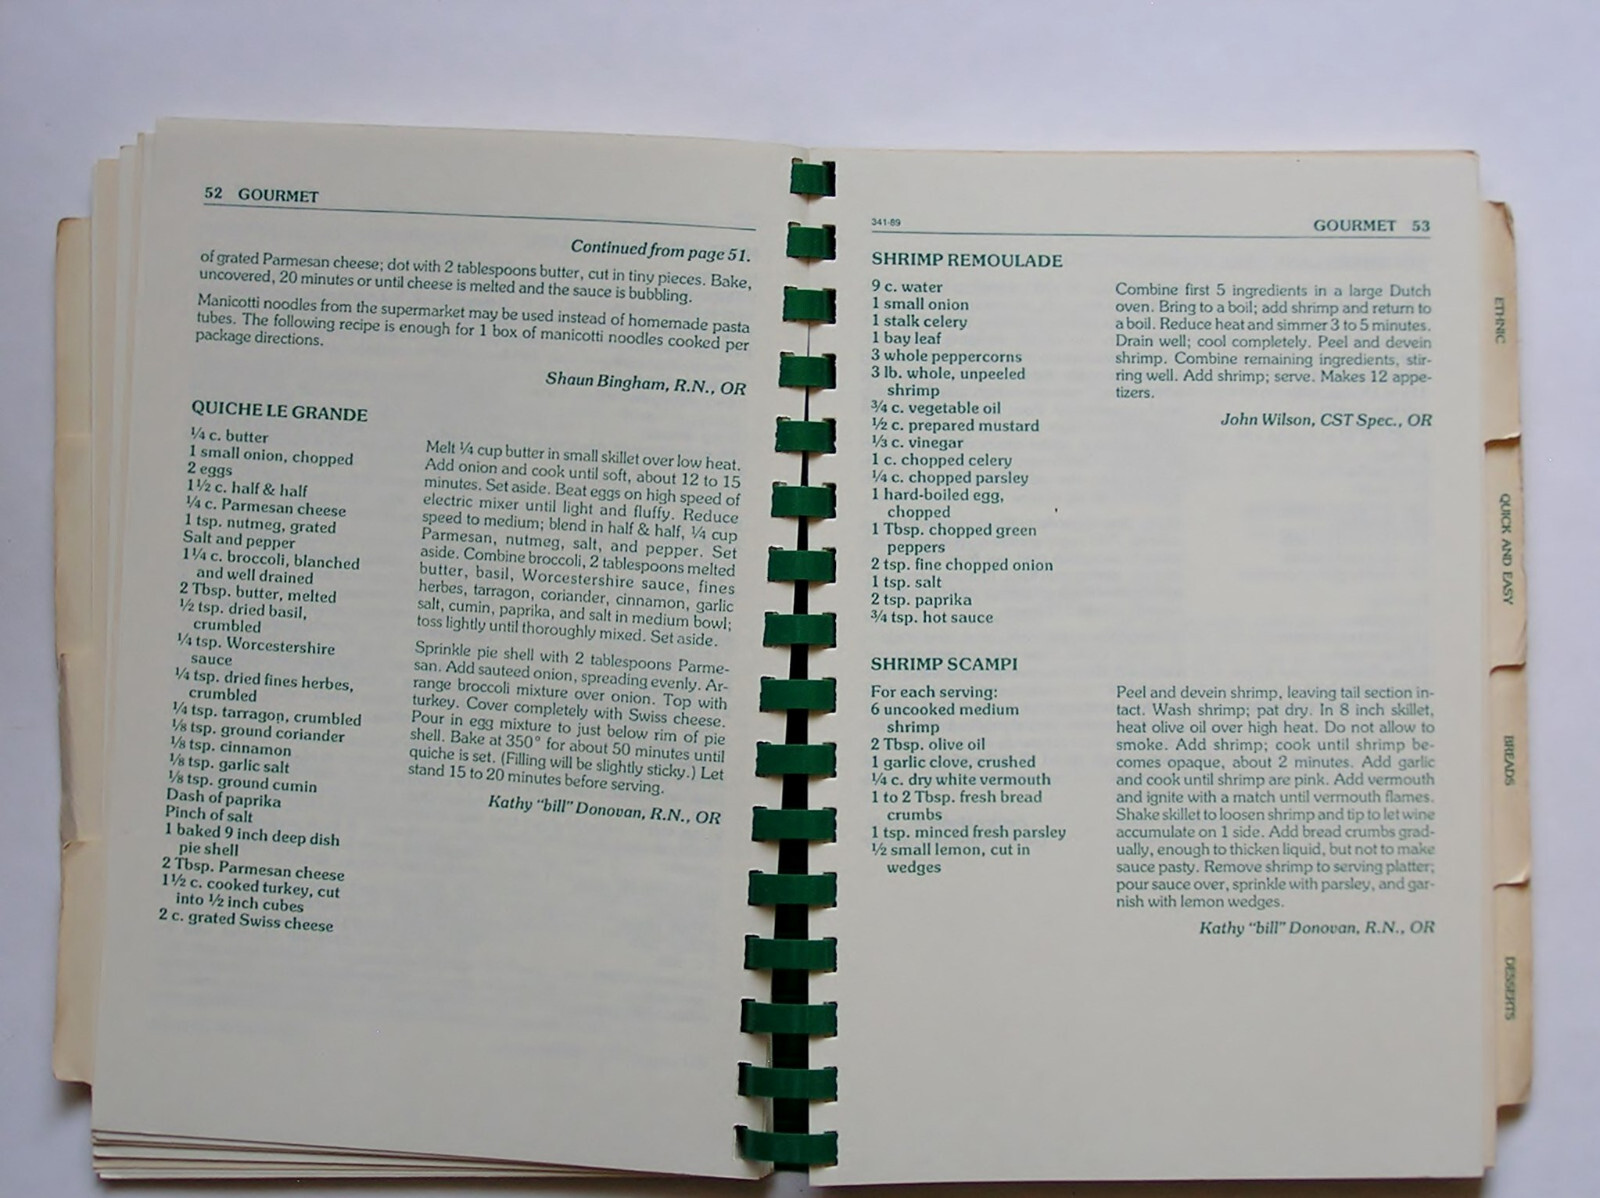 52 GOURMET
Continued from page 51.
of grated Parmesan cheese; dot with 2 tablespoons butter, cut in tiny pieces. Bake,
uncovered, 20 minutes or until cheese is melted and the sauce is bubbling.
Manicotti noodles from the supermarket may be used instead of homemade pasta
tubes. The following recipe is enough for 1 box of manicotti noodles cooked per
package directions.
Shaun Bingham, R.N., OR
QUICHE LE GRANDE
¼ c. butter
1 small onion, chopped
2 eggs
1½ c. half & half
¼ c. Parmesan cheese
1 tsp. nutmeg, grated
Salt and pepper
1¼ c. broccoli, blanched
and well drained
2 Tbsp. butter, melted
½ tsp. dried basil,
crumbled
¼ tsp. Worcestershire
sauce
¼ tsp. dried fines herbes,
crumbled
¼ tsp. tarragon, crumbled
⅛ tsp. ground coriander
⅛ tsp. cinnamon
⅛ tsp. garlic salt
⅛ tsp. ground cumin
Dash of paprika
Pinch of salt
1 baked 9 inch deep dish
pie shell
2 Tbsp. Parmesan cheese
1½ c. cooked turkey, cut
into ½ inch cubes
2 c. grated Swiss cheese
Melt ¼ cup butter in small skillet over low heat.
Add onion and cook until soft, about 12 to 15
minutes. Set aside. Beat eggs on high speed of
electric mixer until light and fluffy. Reduce
speed to medium; blend in half & half, ¼ cup
Parmesan, nutmeg, salt, and pepper. Set
aside. Combine broccoli, 2 tablespoons melted
butter, basil, Worcestershire sauce, fines
herbes, tarragon, coriander, cinnamon, garlic
salt, cumin, paprika, and salt in medium bowl;
toss lightly until thoroughly mixed. Set aside.
Sprinkle pie shell with 2 tablespoons Parme-
san. Add sauteed onion, spreading evenly. Ar-
range broccoli mixture over onion. Top with
turkey. Cover completely with Swiss cheese.
Pour in egg mixture to just below rim of pie
shell. Bake at 350° for about 50 minutes until
quiche is set. (Filling will be slightly sticky.) Let
stand 15 to 20 minutes before serving.
Kathy "bill" Donovan, R.N., OR
341-89
GOURMET 53
SHRIMP REMOULADE
9 c. water
1 small onion
1 stalk celery
1 bay leaf
3 whole peppercorns
3 lb. whole, unpeeled
shrimp
¾ c. vegetable oil
½ c. prepared mustard
⅓ c. vinegar
1 c. chopped celery
¼ c. chopped parsley
1 hard-boiled egg,
chopped
1 Tbsp. chopped green
peppers
2 tsp. fine chopped onion
1 tsp. salt
2 tsp. paprika
¾ tsp. hot sauce
Combine first 5 ingredients in a large Dutch
oven. Bring to a boil; add shrimp and return to
a boil. Reduce heat and simmer 3 to 5 minutes.
Drain well; cool completely. Peel and devein
shrimp. Combine remaining ingredients, stir-
ring well. Add shrimp; serve. Makes 12 appe-
tizers.
John Wilson, CST Spec., OR
SHRIMP SCAMPI
For each serving:
6 uncooked medium
shrimp
2 Tbsp. olive oil
1 garlic clove, crushed
¼ c. dry white vermouth
1 to 2 Tbsp. fresh bread
crumbs
1 tsp. minced fresh parsley
½ small lemon, cut in
wedges
Peel and devein shrimp, leaving tail section in-
tact. Wash shrimp; pat dry. In 8 inch skillet,
heat olive oil over high heat. Do not allow to
smoke. Add shrimp; cook until shrimp be-
comes opaque, about 2 minutes. Add garlic
and cook until shrimp are pink. Add vermouth
and ignite with a match until vermouth flames.
Shake skillet to loosen shrimp and tip to let wine
accumulate on 1 side. Add bread crumbs grad-
ually, enough to thicken liquid, but not to make
sauce pasty. Remove shrimp to serving platter;
pour sauce over, sprinkle with parsley, and gar-
nish with lemon wedges.
Kathy "bill" Donovan, R.N., OR
ETHNIC
QUICK AND EASY
BREADS
DESSERTS